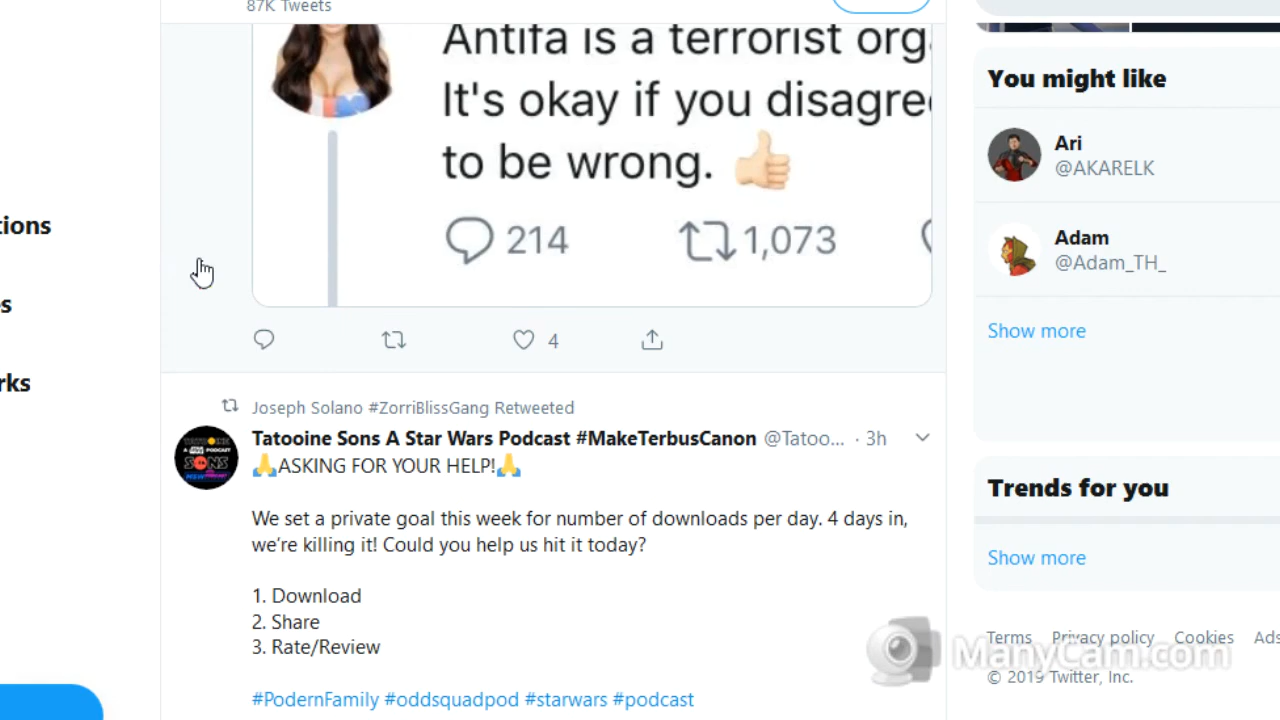 87K Tweets
Antifa is a terrorist org
It's okay if you disagree
to be wrong. 👍🏻
214
1,073
4
tions
s
rks
Joseph Solano #ZorriBlissGang Retweeted
Tatooine Sons A Star Wars Podcast #MakeTerbusCanon @Tatoo... · 3h
🙏ASKING FOR YOUR HELP!🙏
We set a private goal this week for number of downloads per day. 4 days in,
we're killing it! Could you help us hit it today?
1. Download
2. Share
3. Rate/Review
#PodernFamily #oddsquadpod #starwars #podcast
You might like
Ari
@AKARELK
Adam
@Adam_TH_
Show more
Trends for you
Show more
Terms Privacy policy Cookies Ads
© 2019 Twitter, Inc.
ManyCam.com